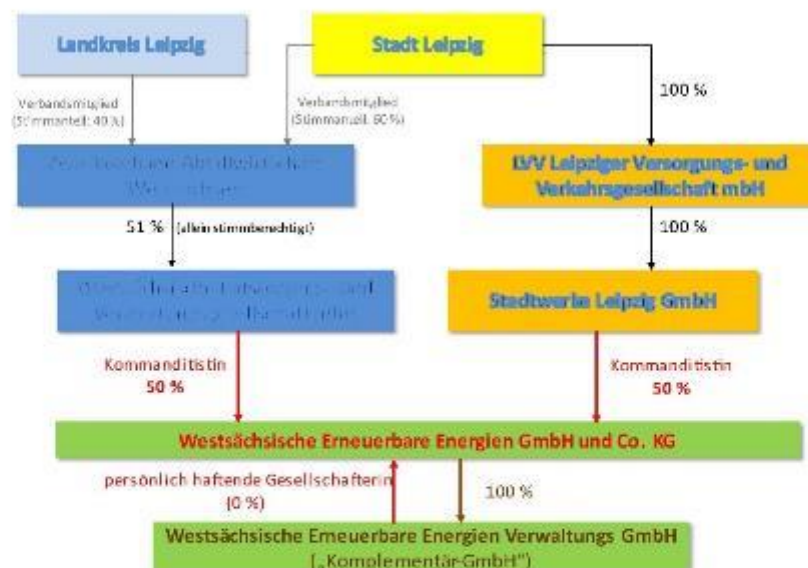 Landkreis Leipzig
Stadt Leipzig
Verbandsmitglied
(Stimmanteil: 40 %)
Verbandsmitglied
(Stimmanteil: 60 %)
100 %
LVV Leipziger Versorgungs- und
Verkehrsgesellschaft mbH
51 % (allein stimmberechtigt)
100 %
Stadtwerke Leipzig GmbH
Kommanditistin
50 %
Kommanditistin
50 %
Westsächsische Erneuerbare Energien GmbH und Co. KG
persönlich haftende Gesellschafterin
(0 %)
100 %
Westsächsische Erneuerbare Energien Verwaltungs GmbH
(„Komplementär-GmbH“)